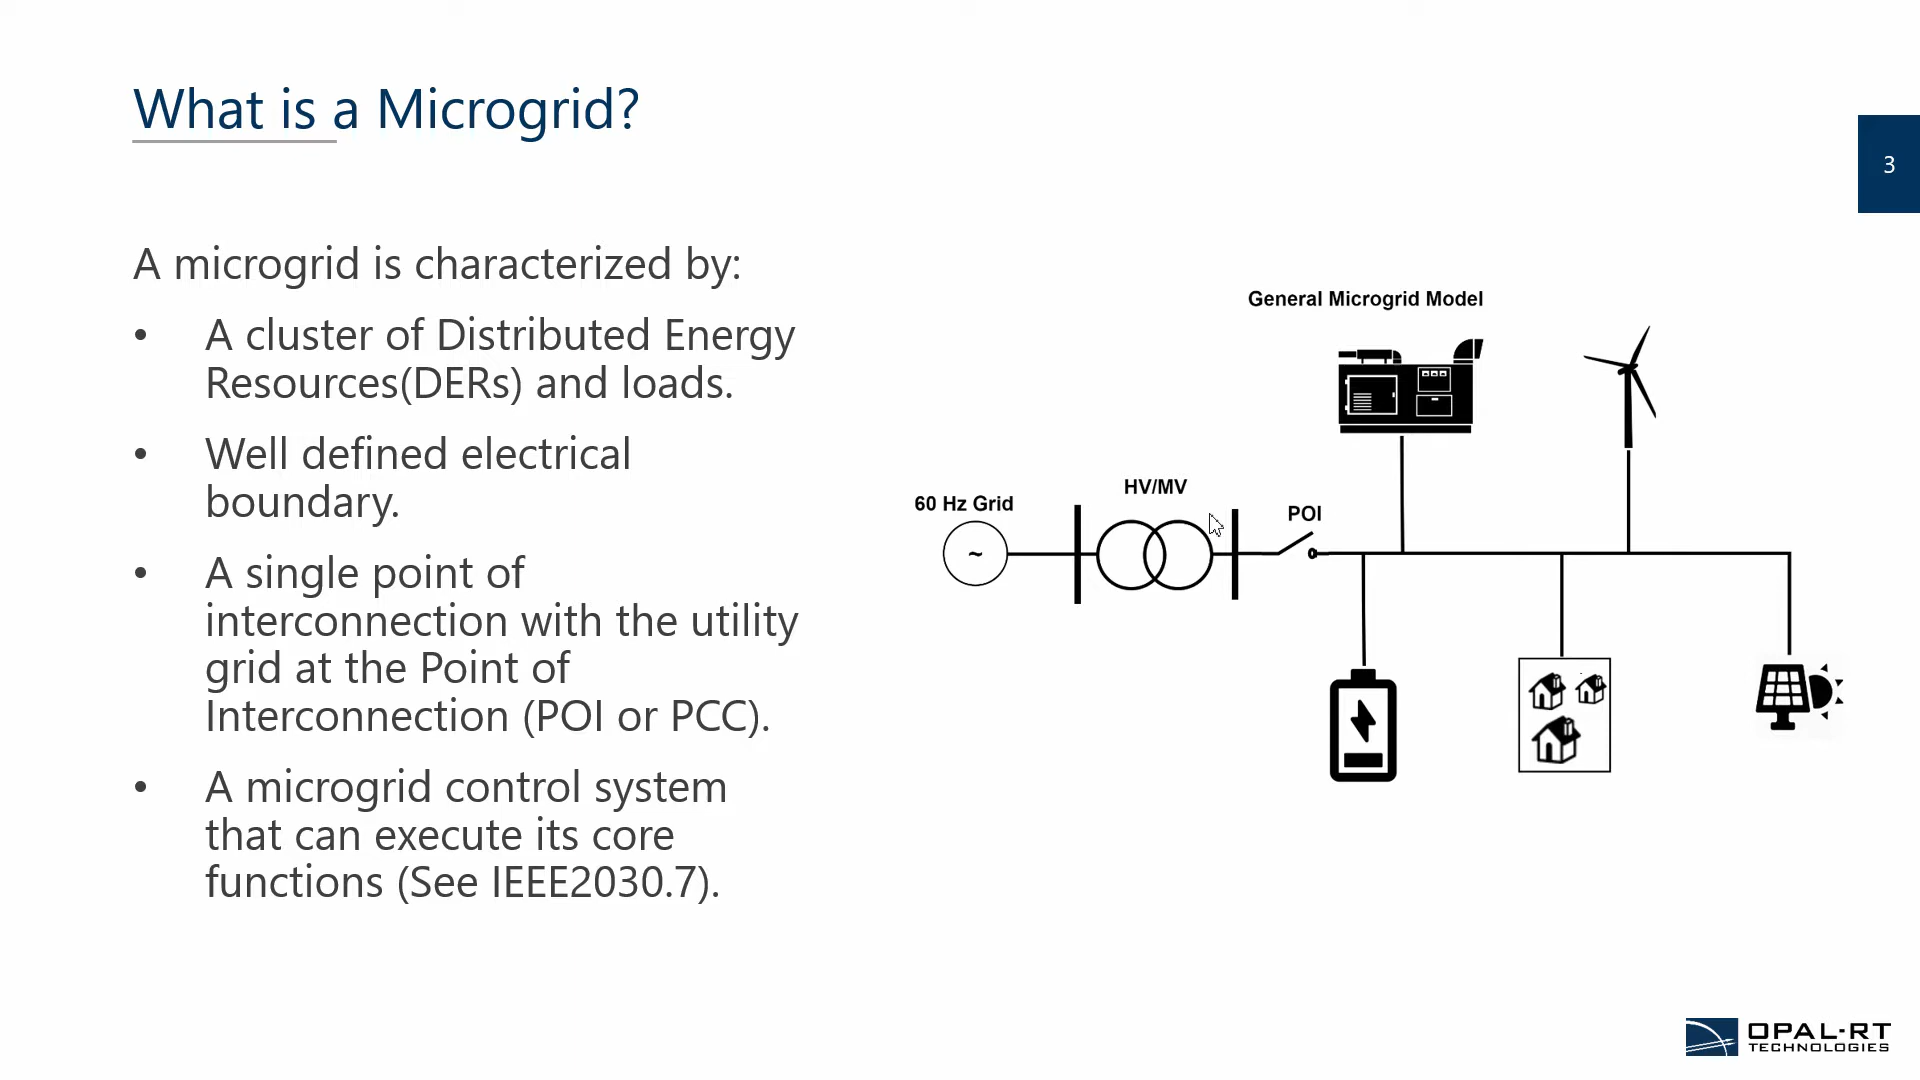 What is a Microgrid?
3
A microgrid is characterized by:
• A cluster of Distributed Energy
Resources(DERs) and loads.
• Well defined electrical
boundary.
• A single point of
interconnection with the utility
grid at the Point of
Interconnection (POI or PCC).
• A microgrid control system
that can execute its core
functions (See IEEE2030.7).
General Microgrid Model
60 Hz Grid
~
HV/MV
POI
OPAL-RT
TECHNOLOGIES